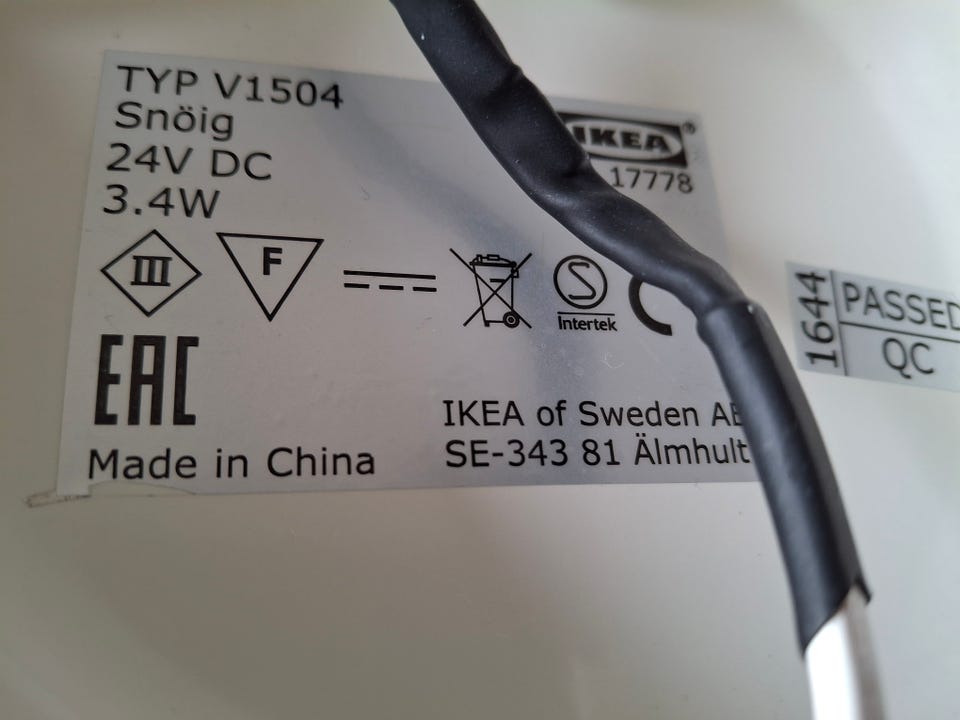 TYP V1504
Snöig
24V DC
3.4W
IKEA®
17778
III
F
S
Intertek
EAC
Made in China
IKEA of Sweden AB
SE-343 81 Älmhult
1644
PASSED
QC